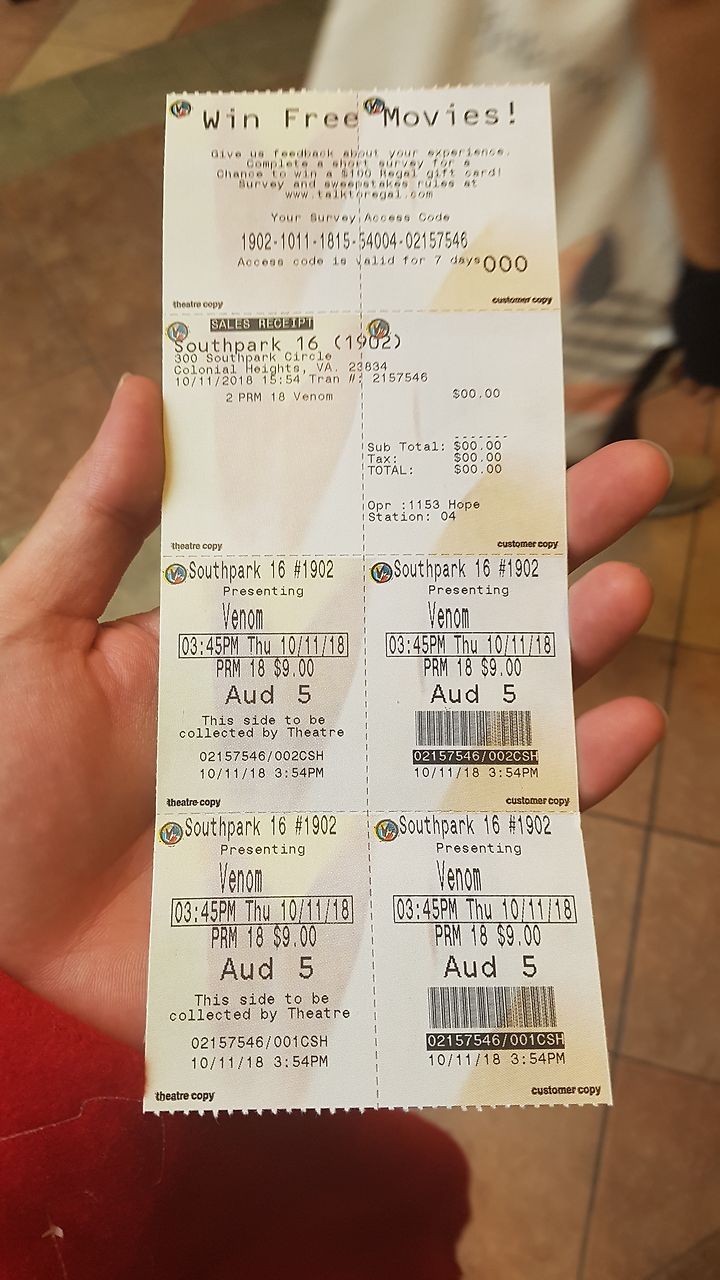 Win Free Movies!
Give us feedback about your experience.
Complete a short survey for a
Chance to win a $100 Regal gift card!
Survey and sweepstakes rules at
www.talktoregal.com
Your Survey Access Code
1902-1011-1815-54004-02157546
Access code is valid for 7 days 000
theatre copy
customer copy
SALES RECEIPT
Southpark 16 (1902)
300 Southpark Circle
Colonial Heights, VA. 23834
10/11/2018 15:54 Tran #: 2157546
2 PRM 18 Venom $00.00
-------
Sub Total: $00.00
Tax: $00.00
TOTAL: $00.00
Opr :1153 Hope
Station: 04
theatre copy
customer copy
Southpark 16 #1902
Presenting
Venom
03:45PM Thu 10/11/18
PRM 18 $9.00
Aud 5
This side to be
collected by Theatre
02157546/002CSH
10/11/18 3:54PM
theatre copy
Southpark 16 #1902
Presenting
Venom
03:45PM Thu 10/11/18
PRM 18 $9.00
Aud 5
02157546/002CSH
10/11/18 3:54PM
customer copy
Southpark 16 #1902
Presenting
Venom
03:45PM Thu 10/11/18
PRM 18 $9.00
Aud 5
This side to be
collected by Theatre
02157546/001CSH
10/11/18 3:54PM
theatre copy
Southpark 16 #1902
Presenting
Venom
03:45PM Thu 10/11/18
PRM 18 $9.00
Aud 5
02157546/001CSH
10/11/18 3:54PM
customer copy